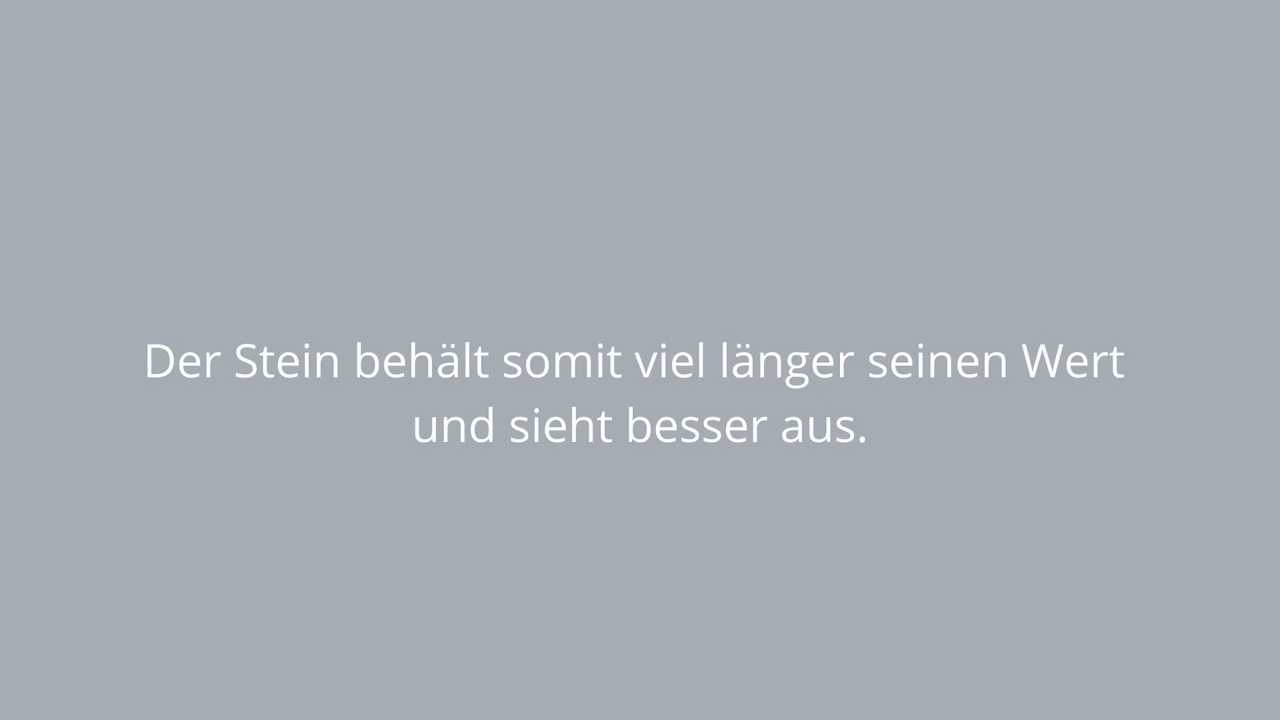 Der Stein behält somit viel länger seinen Wert
und sieht besser aus.